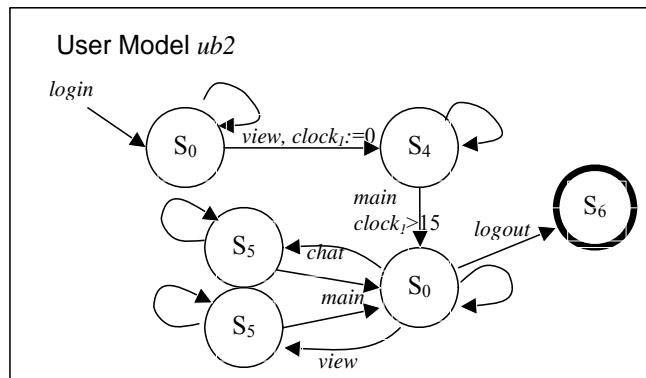 User Model ub2
login
view, clock₁:=0
S₀
S₄
main
clock₁>15
S₆
logout
S₅
chat
S₀
main
S₅
view